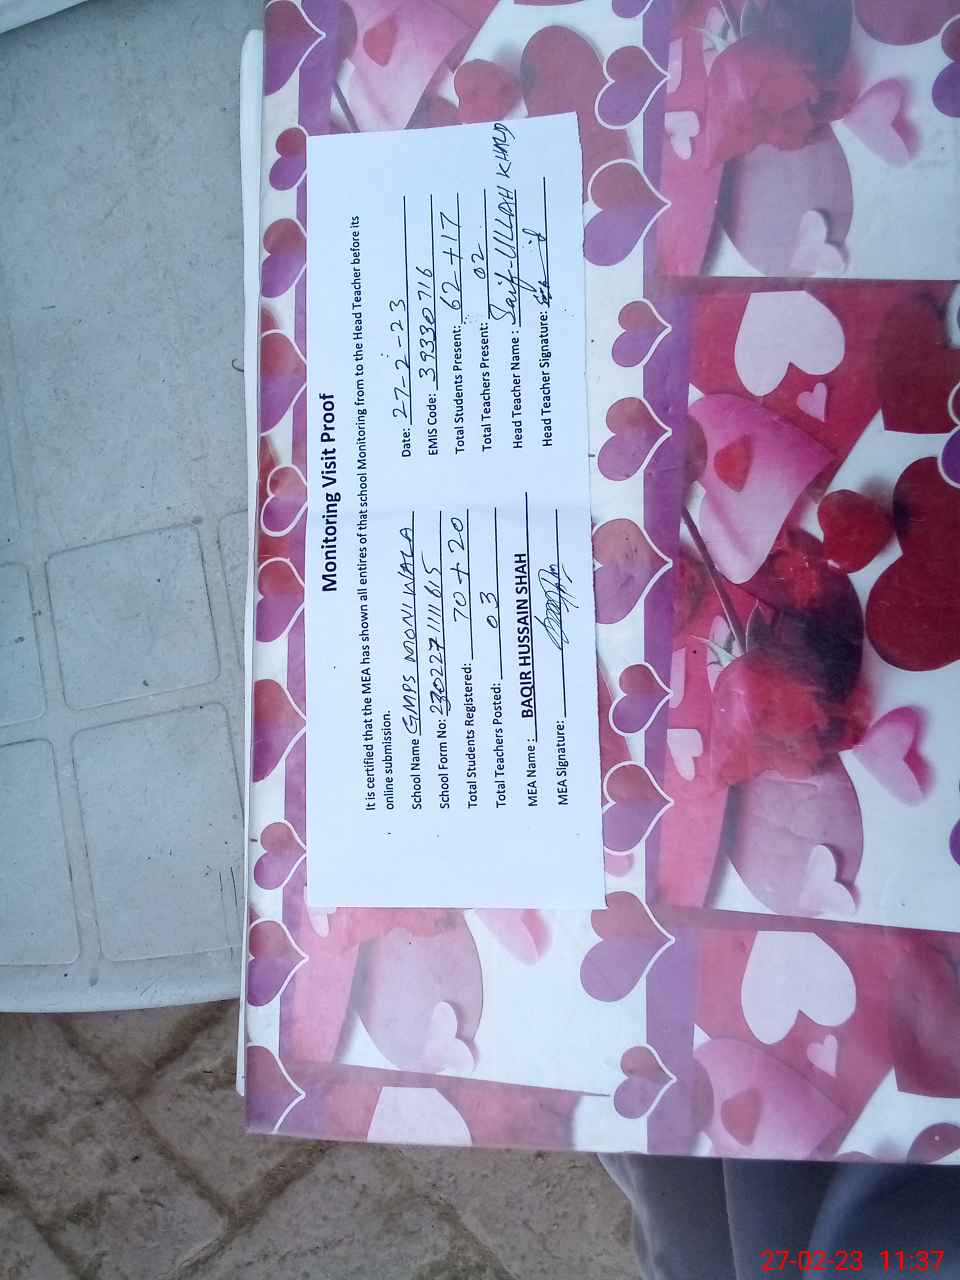 Monitoring Visit Proof
It is certified that the MEA has shown all entires of that school Monitoring from to the Head Teacher before its
online submission.
School Name GMPS MONI WALA Date: 27-2-23
School Form No: 230227111615 EMIS Code: 39330716
Total Students Registered: 70+20 Total Students Present: 62+17
Total Teachers Posted: 03 Total Teachers Present: 02
MEA Name : BAQIR HUSSAIN SHAH Head Teacher Name : Saif-ULLAH KHAD
MEA Signature: Head Teacher Signature:
27-02-23 11:37